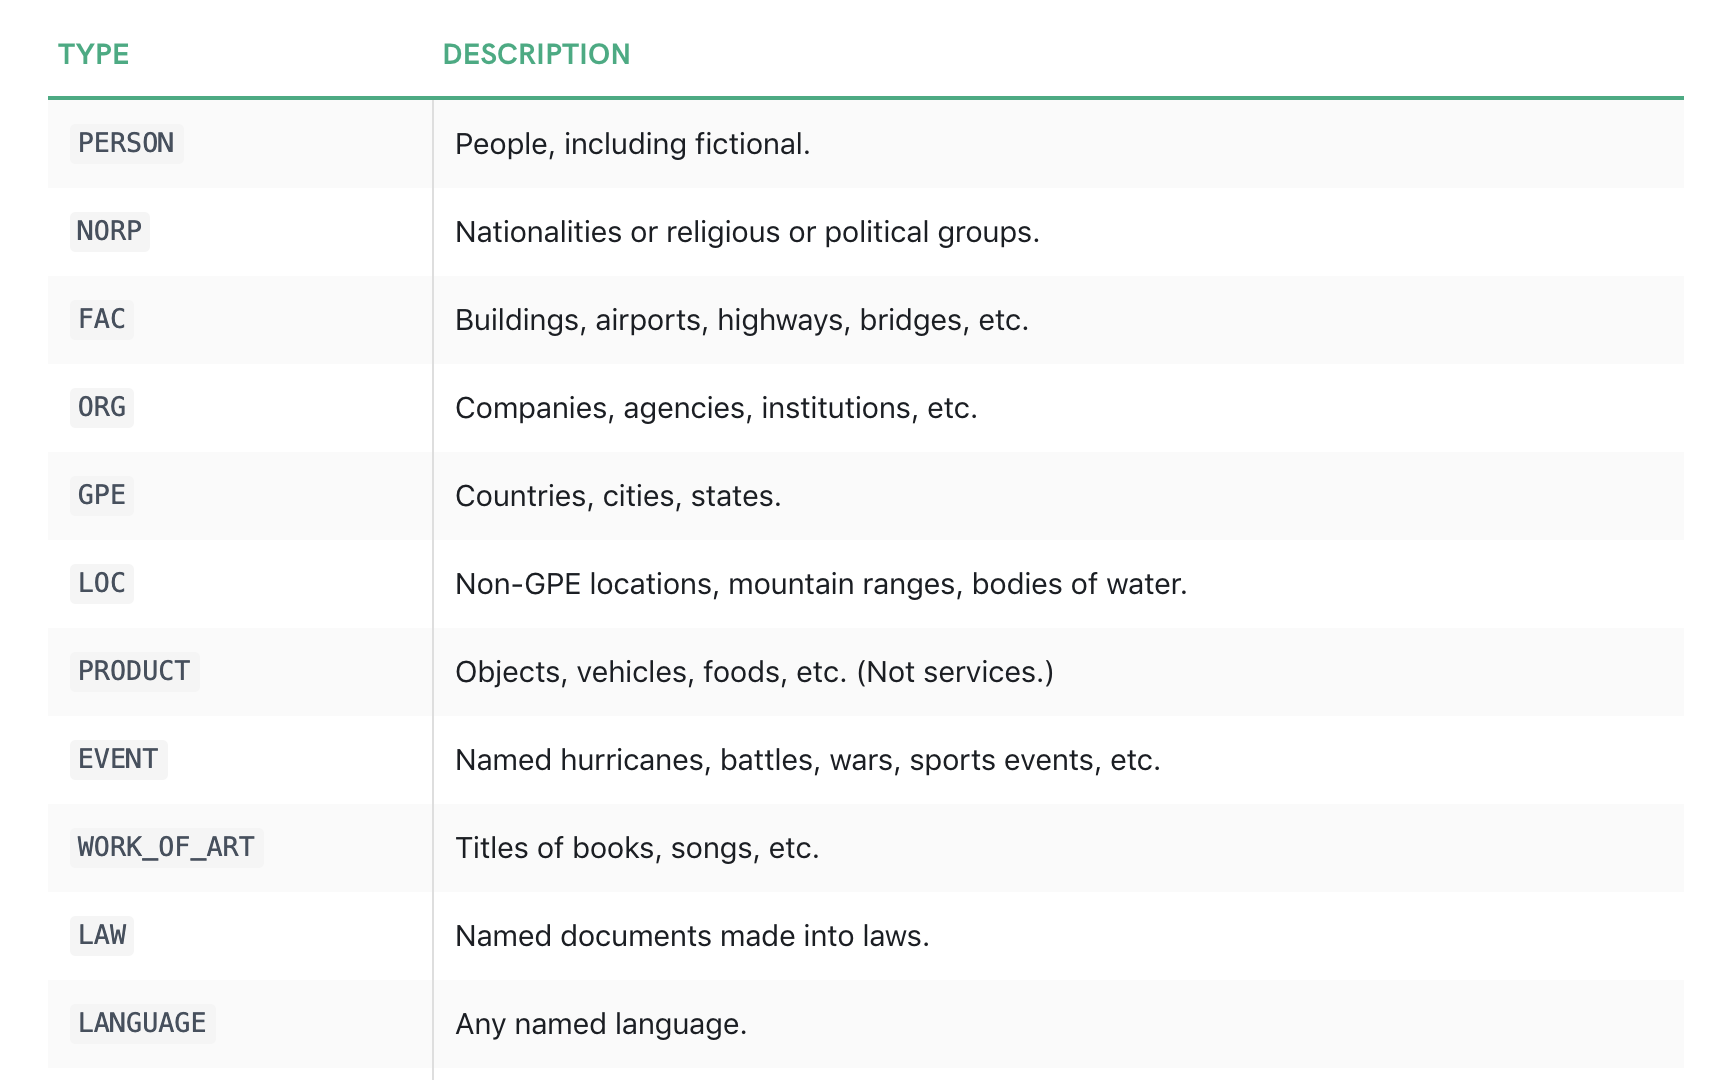 TYPE DESCRIPTION
PERSON People, including fictional.
NORP Nationalities or religious or political groups.
FAC Buildings, airports, highways, bridges, etc.
ORG Companies, agencies, institutions, etc.
GPE Countries, cities, states.
LOC Non-GPE locations, mountain ranges, bodies of water.
PRODUCT Objects, vehicles, foods, etc. (Not services.)
EVENT Named hurricanes, battles, wars, sports events, etc.
WORK_OF_ART Titles of books, songs, etc.
LAW Named documents made into laws.
LANGUAGE Any named language.